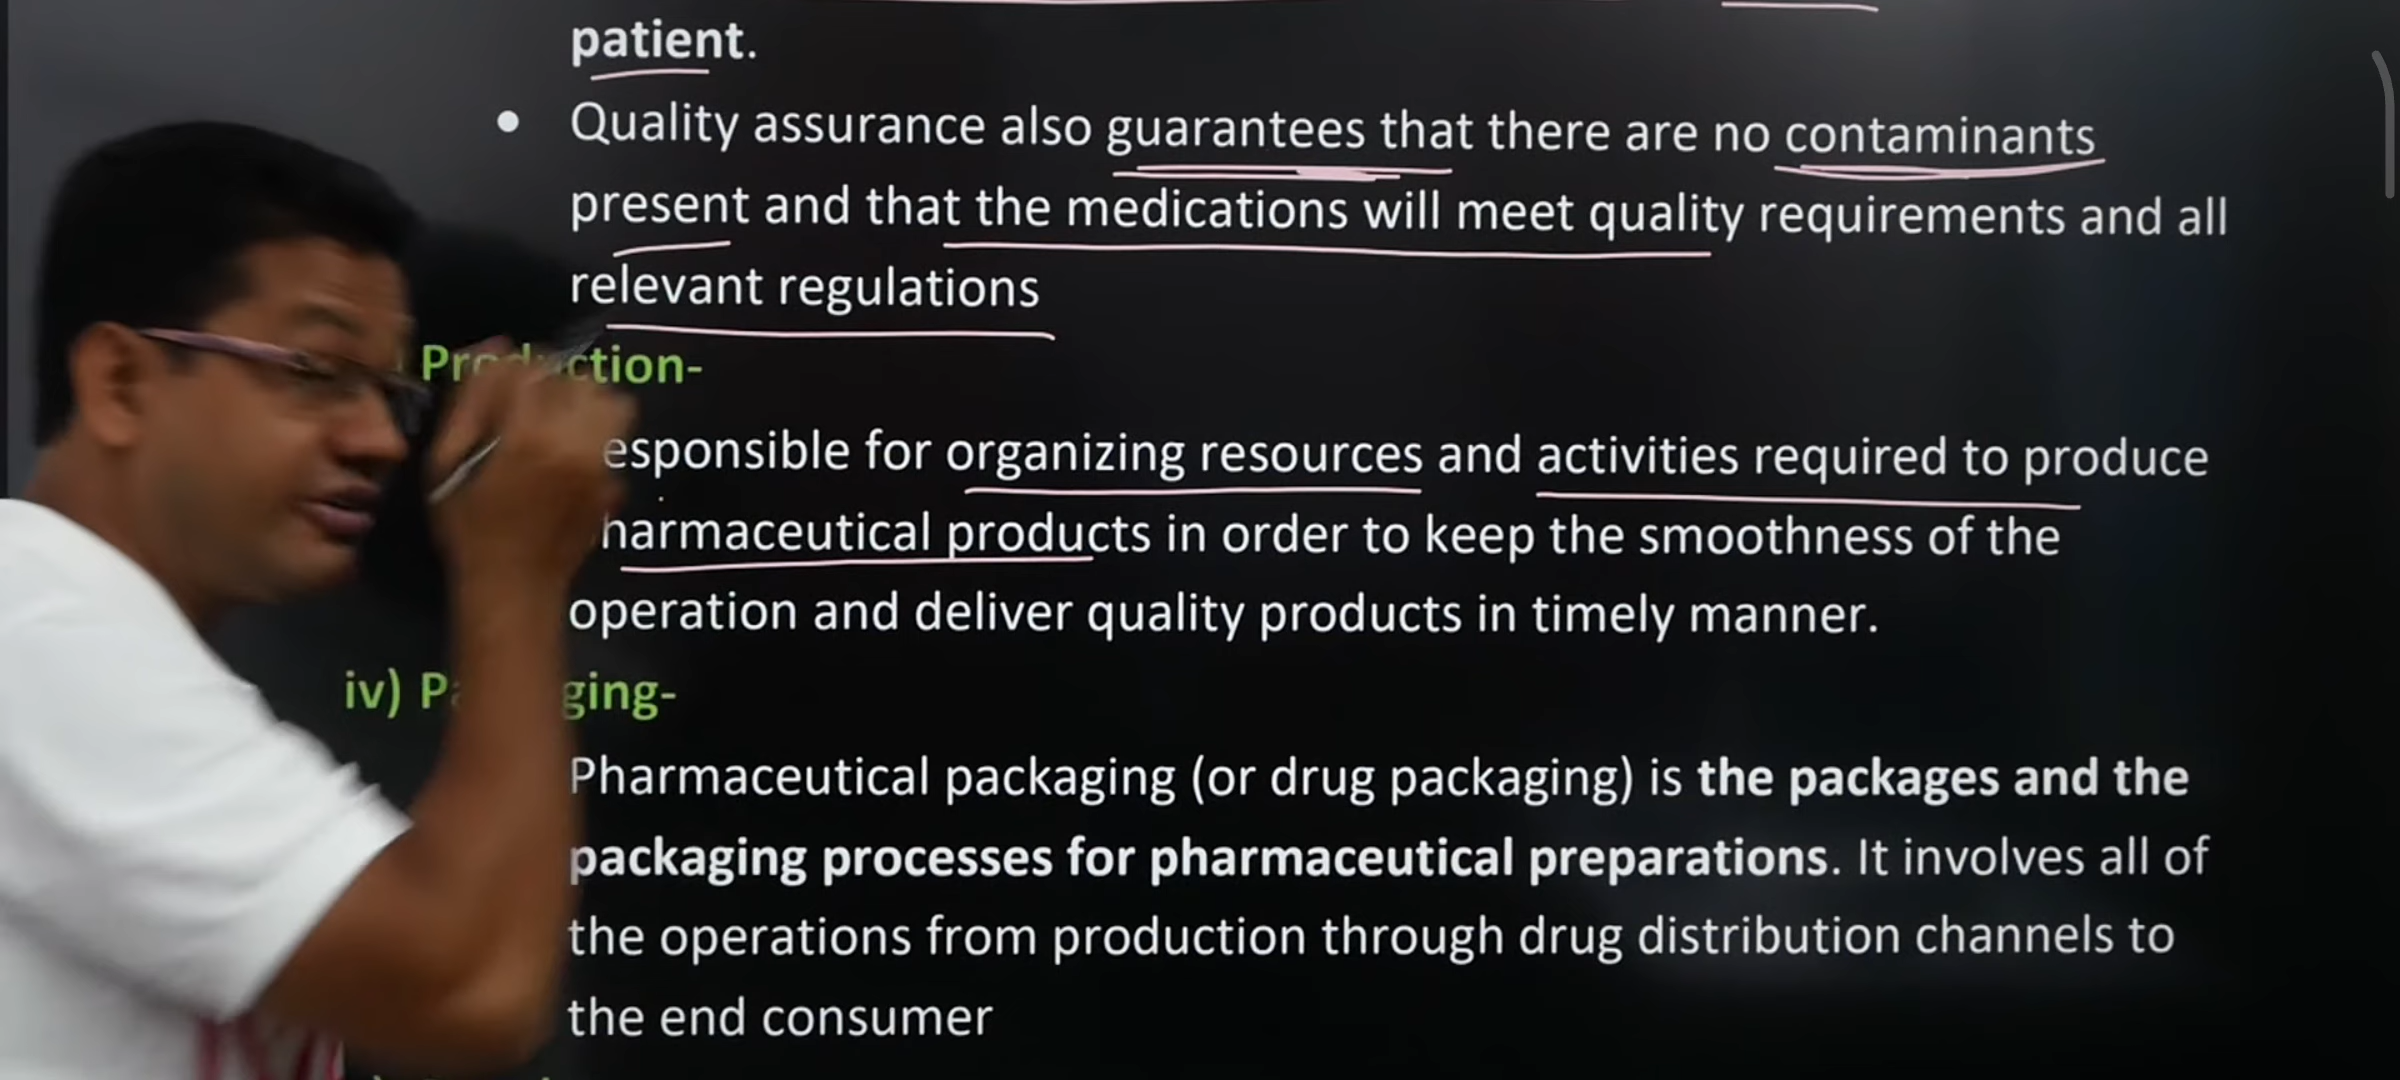 patient.
• Quality assurance also guarantees that there are no contaminants
present and that the medications will meet quality requirements and all
relevant regulations
Production-
esponsible for organizing resources and activities required to produce
harmaceutical products in order to keep the smoothness of the
operation and deliver quality products in timely manner.
iv) P ging-
Pharmaceutical packaging (or drug packaging) is the packages and the
packaging processes for pharmaceutical preparations. It involves all of
the operations from production through drug distribution channels to
the end consumer